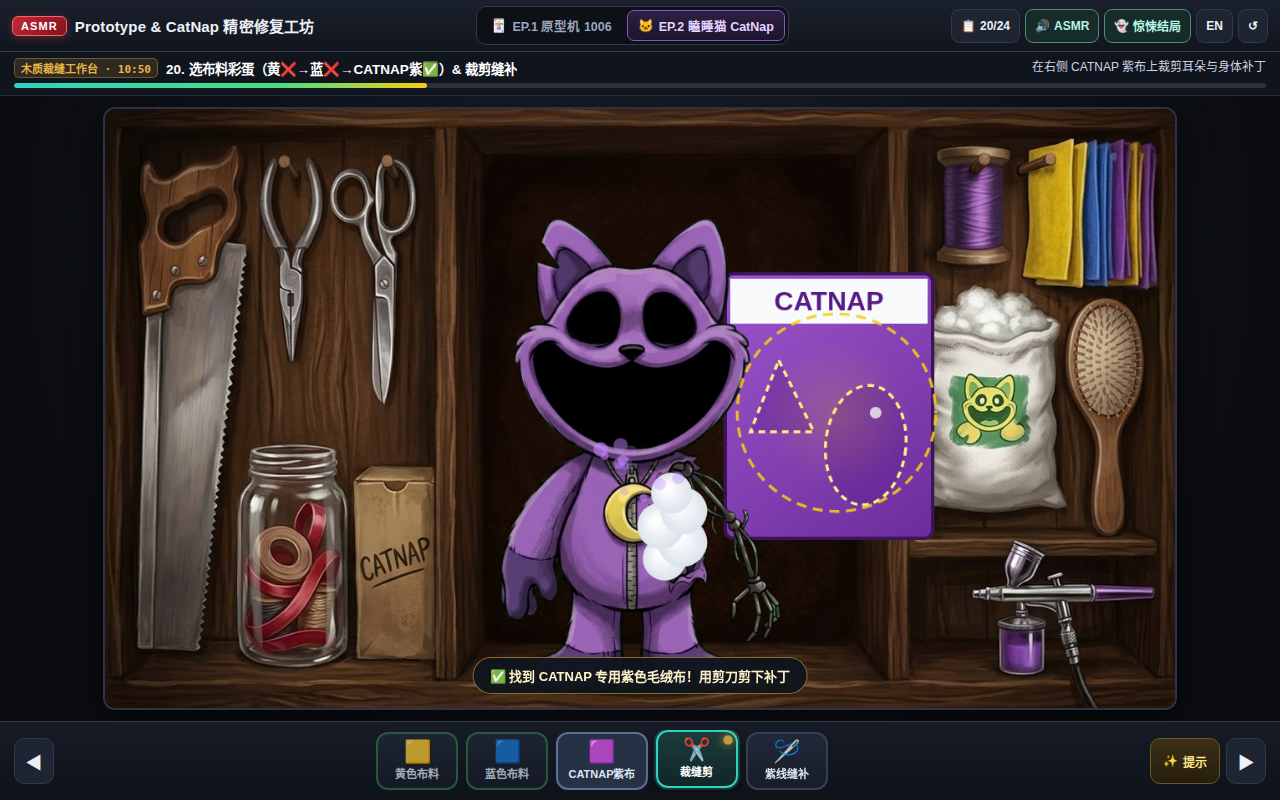 ASMR Prototype & CatNap 精密修复工坊
🃏 EP.1 原型机 1006
🐱 EP.2 瞌睡猫 CatNap
📋 20/24
🔊 ASMR
👻 惊悚结局
EN
↺
木质裁缝工作台 · 10:50
20. 选布料彩蛋（黄❌→蓝❌→CATNAP紫✅）& 裁剪缝补
在右侧 CATNAP 紫布上裁剪耳朵与身体补丁
CATNAP
CATNAP
✅ 找到 CATNAP 专用紫色毛绒布！用剪刀剪下补丁
◀
黄色布料
蓝色布料
CATNAP紫布
裁缝剪
紫线缝补
✨ 提示
▶